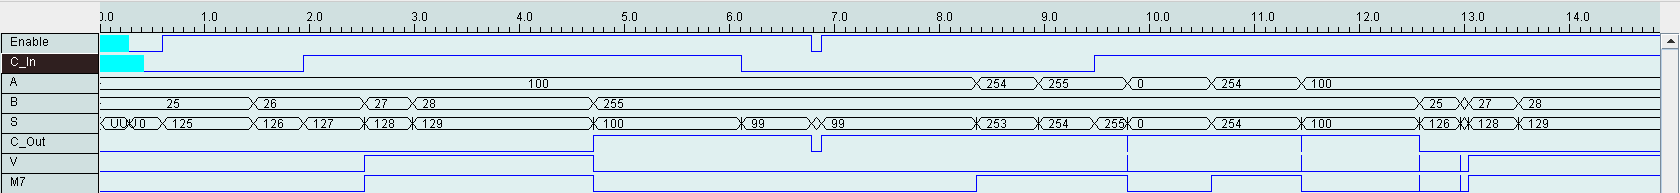 0.0 1.0 2.0 3.0 4.0 5.0 6.0 7.0 8.0 9.0 10.0 11.0 12.0 13.0 14.0
Enable
C_In
A 100 254 255 0 254 100
B 25 26 27 28 255 25 27 28
S UUU 0 125 126 127 128 129 100 99 99 253 254 255 0 254 100 126 128 129
C_Out
V
M7